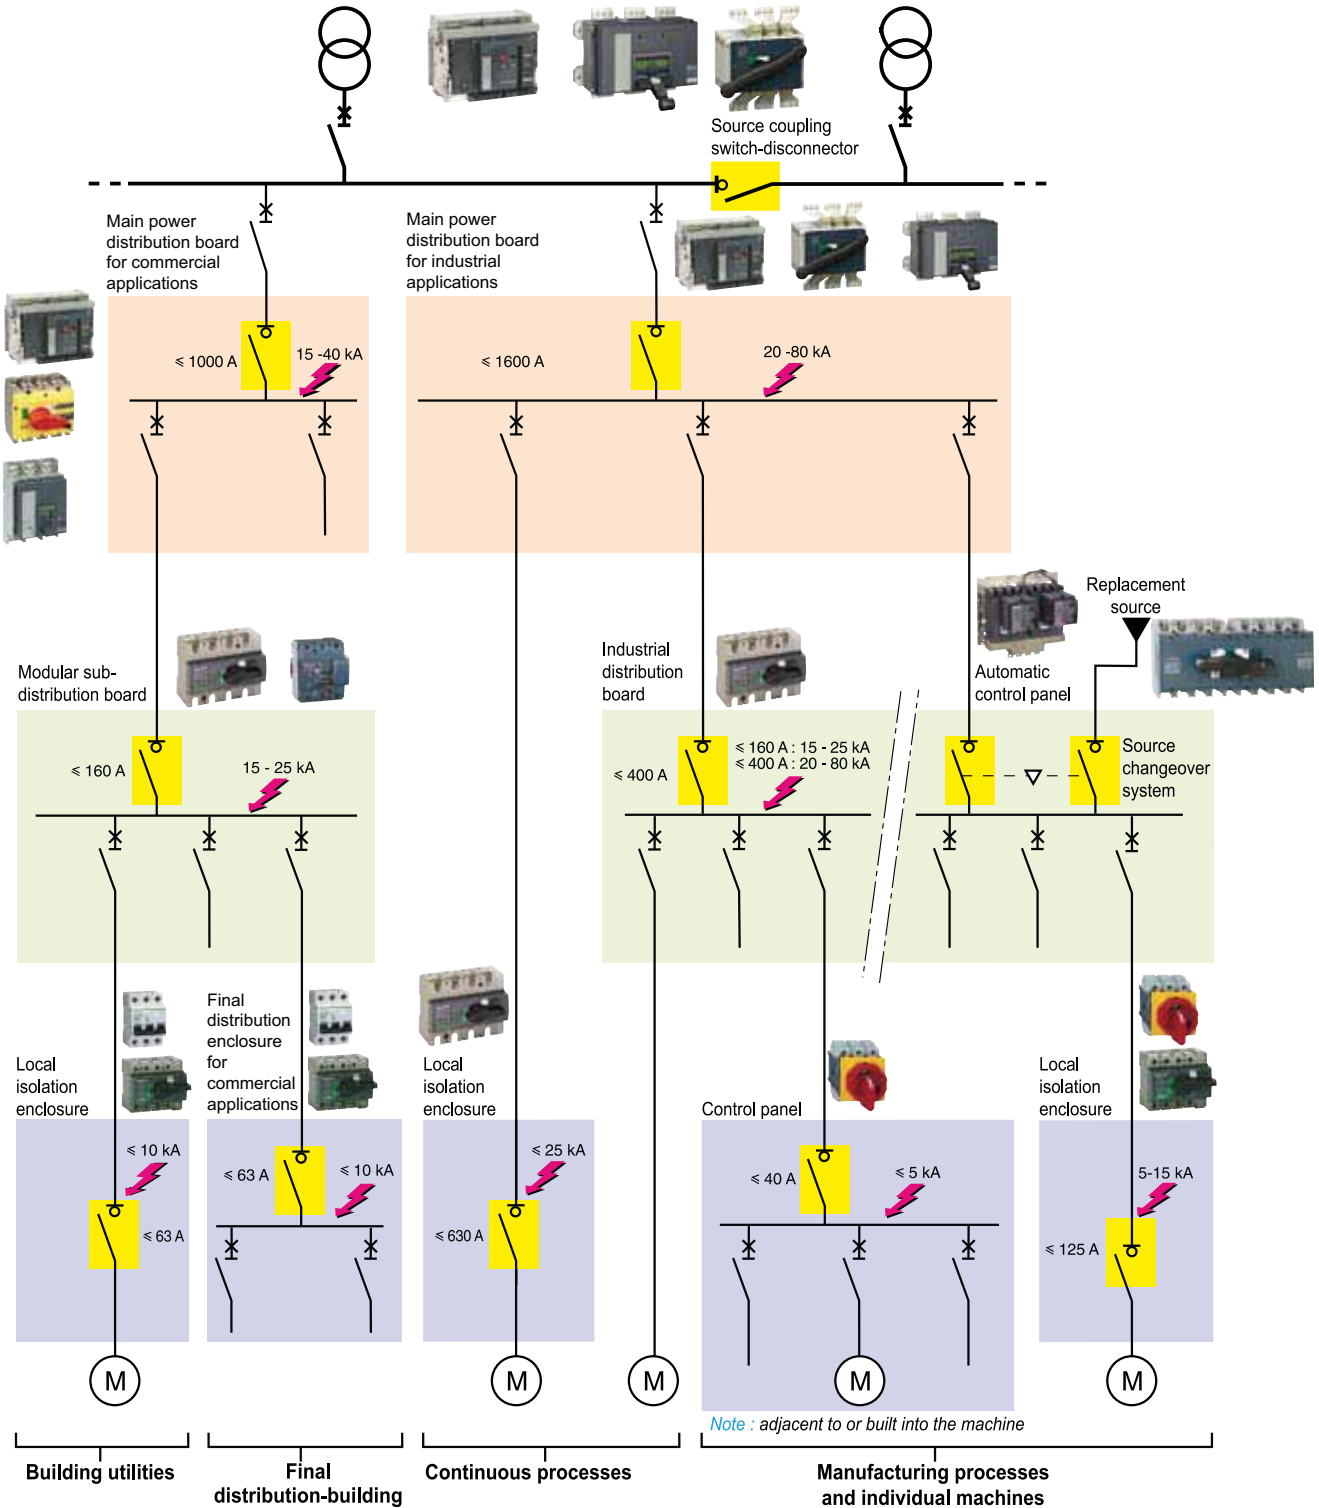 Source coupling
switch-disconnector
Main power
distribution board
for commercial
applications
Main power
distribution board
for industrial
applications
≤ 1000 A
15 -40 kA
≤ 1600 A
20 -80 kA
Replacement
source
Modular sub-
distribution board
Industrial
distribution
board
Automatic
control panel
≤ 160 A
15 - 25 kA
≤ 400 A
≤ 160 A : 15 - 25 kA
≤ 400 A : 20 - 80 kA
Source
changeover
system
Local
isolation
enclosure
Final
distribution
enclosure
for
commercial
applications
Local
isolation
enclosure
Control panel
Local
isolation
enclosure
≤ 10 kA
≤ 63 A
≤ 63 A
≤ 10 kA
≤ 25 kA
≤ 630 A
≤ 40 A
≤ 5 kA
5-15 kA
≤ 125 A
M
M
M
M
M
Note : adjacent to or built into the machine
Building utilities
Final
distribution-building
Continuous processes
Manufacturing processes
and individual machines